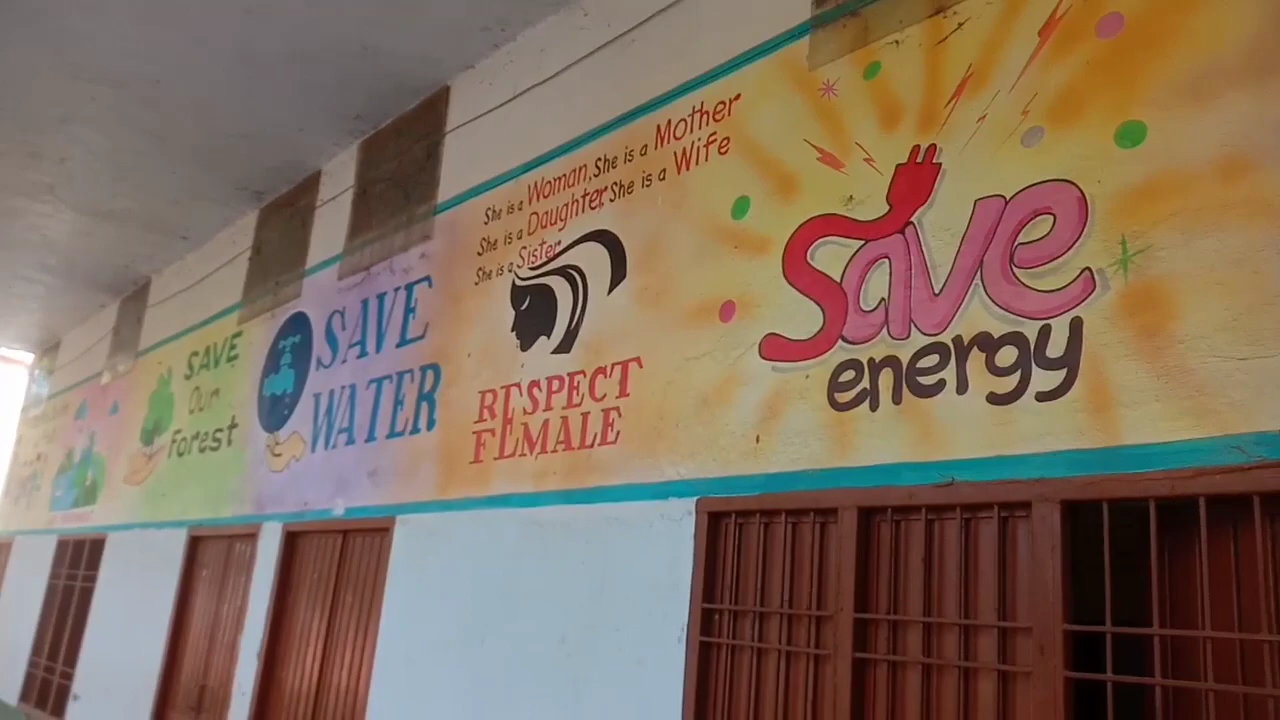 SAVE
Our
Forest
SAVE
WATER
She is a Woman, She is a Mother
She is a Daughter, She is a Wife
She is a Sister
RESPECT
FEMALE
Save
energy